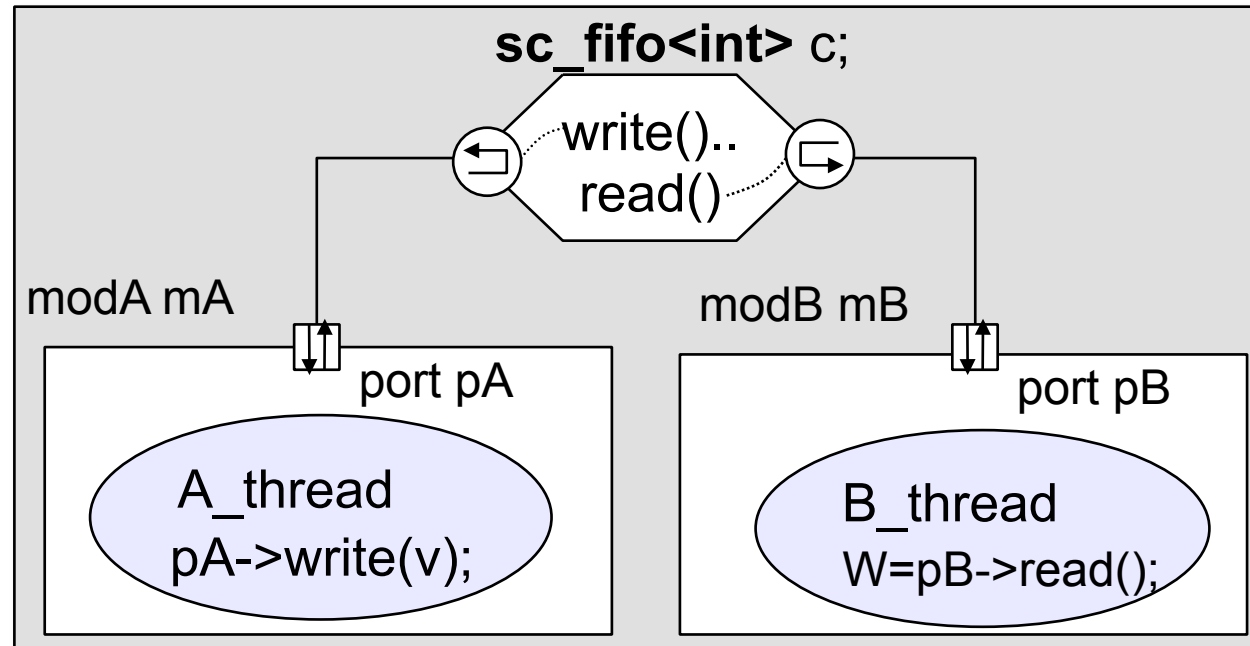 sc_fifo<int> c;
write()..
read()
modA mA
modB mB
port pA
port pB
A_thread
pA->write(v);
B_thread
W=pB->read();